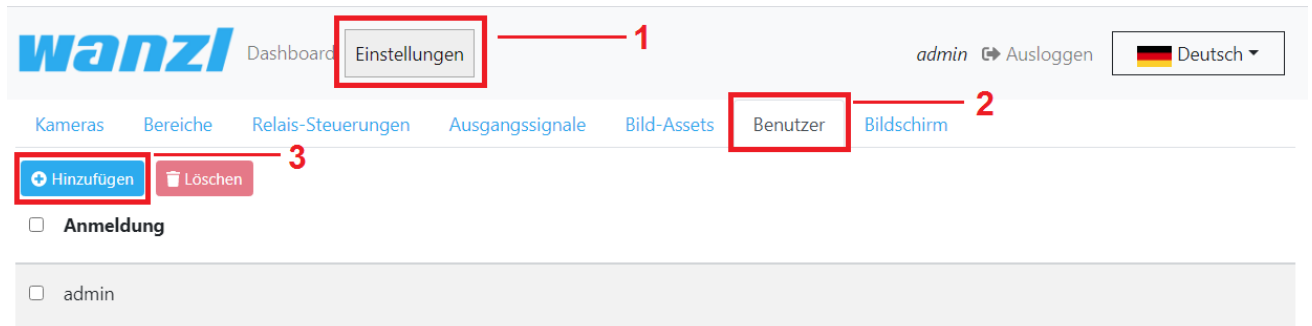 wanzl Dashboard Einstellungen 1 admin Ausloggen Deutsch
Kameras Bereiche Relais-Steuerungen Ausgangssignale Bild-Assets Benutzer Bildschirm 2
Hinzufügen Löschen 3
Anmeldung
admin